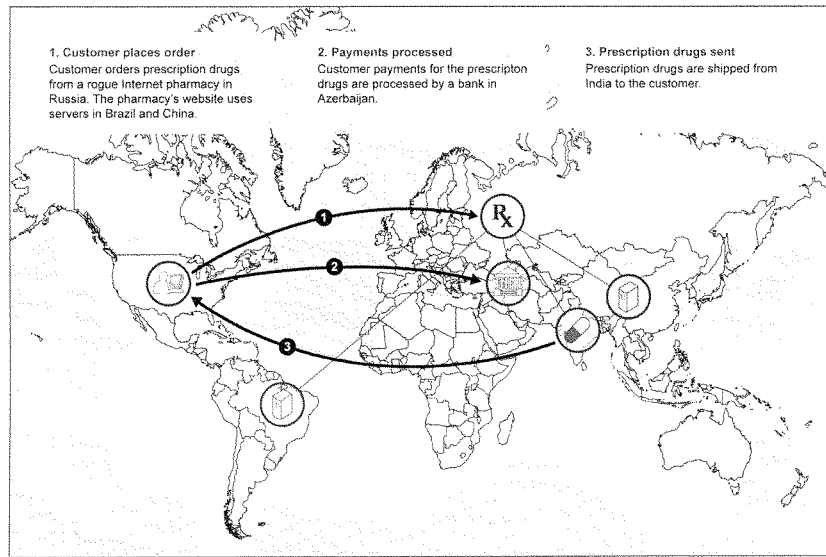 1. Customer places order
Customer orders prescription drugs
from a rogue Internet pharmacy in
Russia. The pharmacy's website uses
servers in Brazil and China.
2. Payments processed
Customer payments for the prescripton
drugs are processed by a bank in
Azerbaijan.
3. Prescription drugs sent
Prescription drugs are shipped from
India to the customer.
1
Rx
2
3